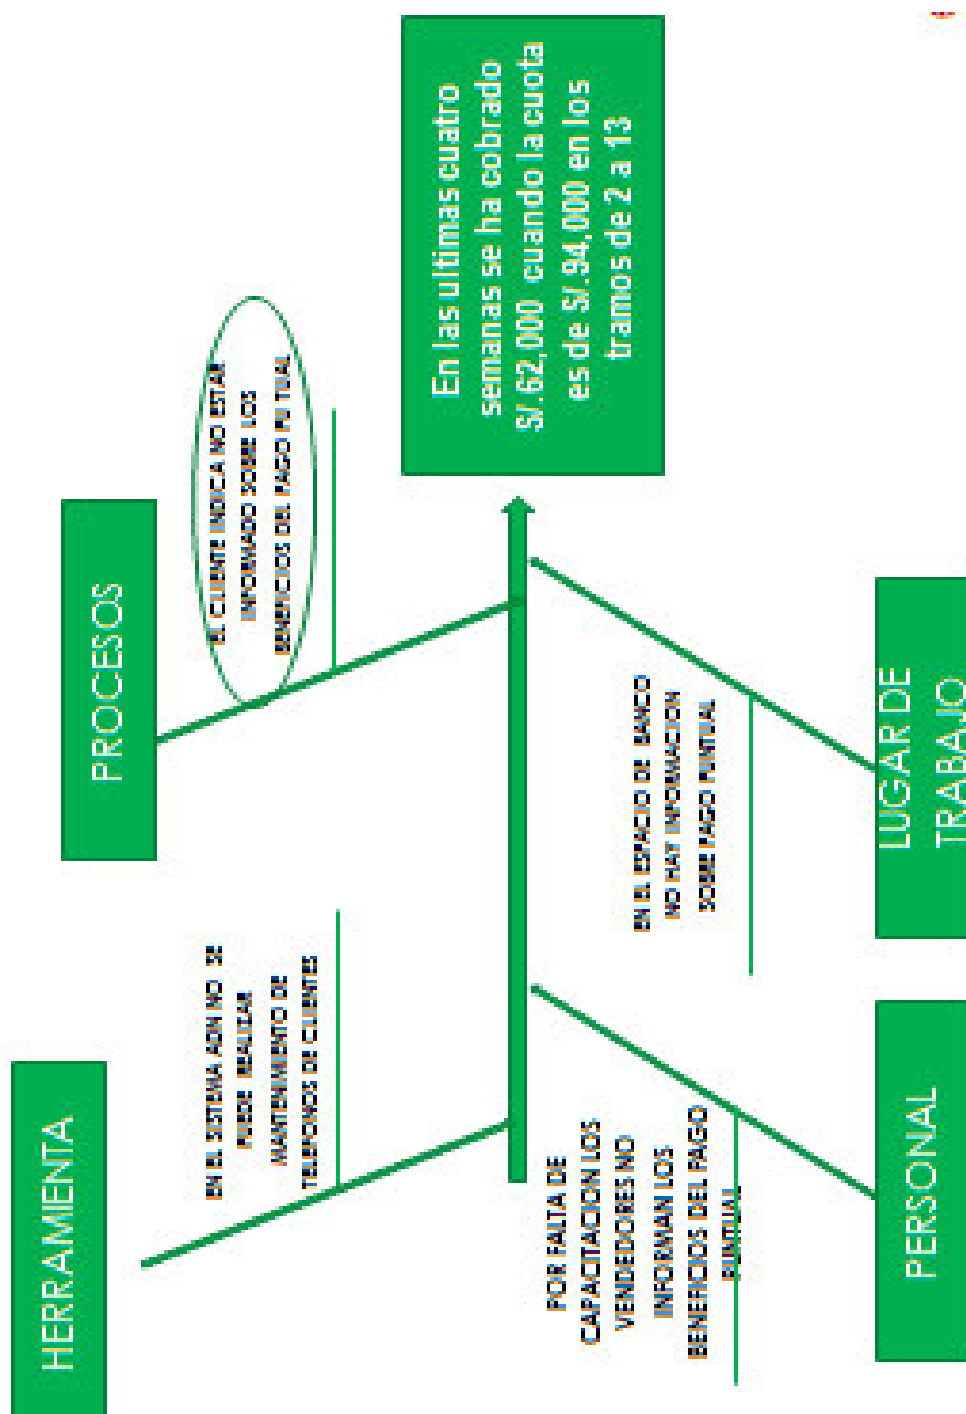 HERRAMIENTA
EN EL SISTEMA ADN NO SE
PUEDE REALIZAR
MANTENIMIENTO DE
TELEFONOS DE CLIENTES
PROCESOS
EL CLIENTE INDICA NO ESTAR
INFORMADO SOBRE LOS
BENEFICIOS DEL PAGO PUNTUAL
En las ultimas cuatro
semanas se ha cobrado
S/.62,000 cuando la cuota
es de S/.94,000 en los
tramos de 2 a 13
POR FALTA DE
CAPACITACION LOS
VENDEDORES NO
INFORMAN LOS
BENEFICIOS DEL PAGO
PUNTUAL
PERSONAL
EN EL ESPACIO DE BANCO
NO HAY INFORMACION
SOBRE PAGO PUNTUAL
LUGAR DE
TRABAJO